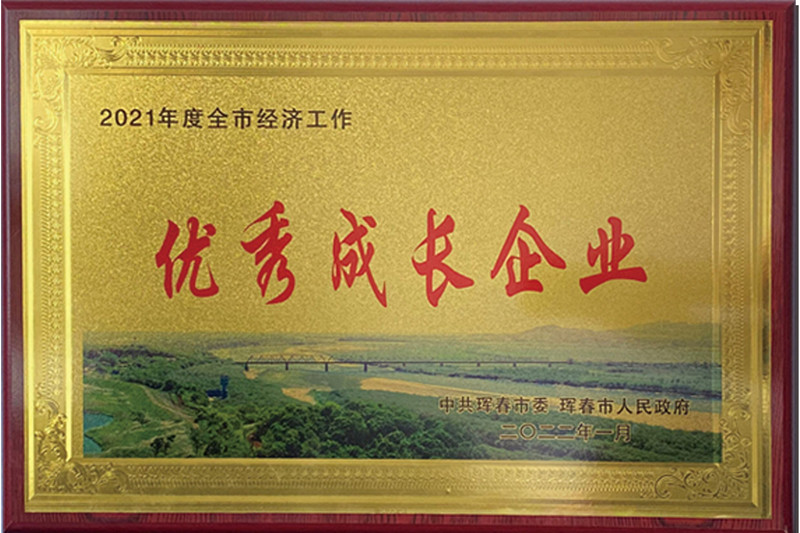 2021年度全市经济工作
优秀成长企业
中共珲春市委 珲春市人民政府
二〇二二年一月